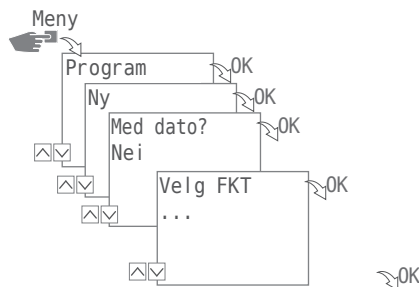 Meny
Program OK
Ny OK
Med dato? OK
Nei
Velg FKT OK
...
OK